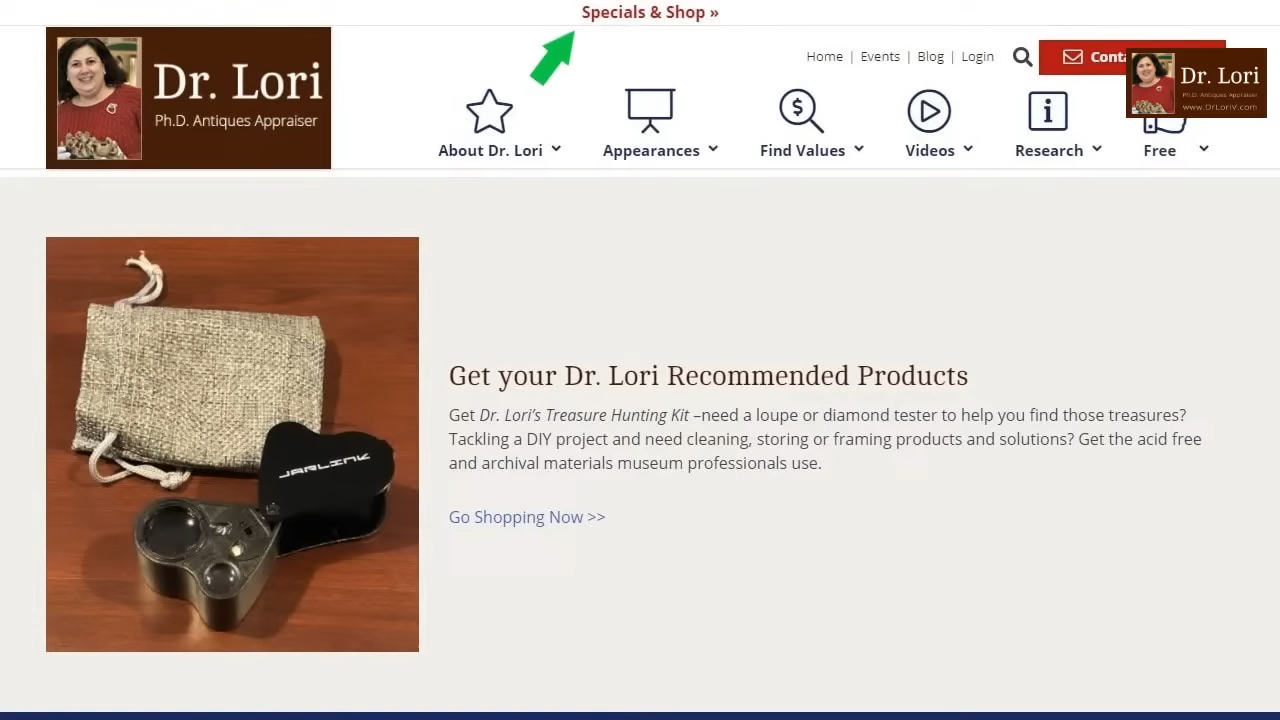 Specials & Shop »
Dr. Lori
Ph.D. Antiques Appraiser
Home | Events | Blog | Login
Conta
Dr. Lori
Ph.D. Antiques Appraiser
www.DrLoriV.com
About Dr. Lori
Appearances
Find Values
Videos
Research
Free
JARLINK
Get your Dr. Lori Recommended Products
Get Dr. Lori’s Treasure Hunting Kit –need a loupe or diamond tester to help you find those treasures?
Tackling a DIY project and need cleaning, storing or framing products and solutions? Get the acid free
and archival materials museum professionals use.
Go Shopping Now >>